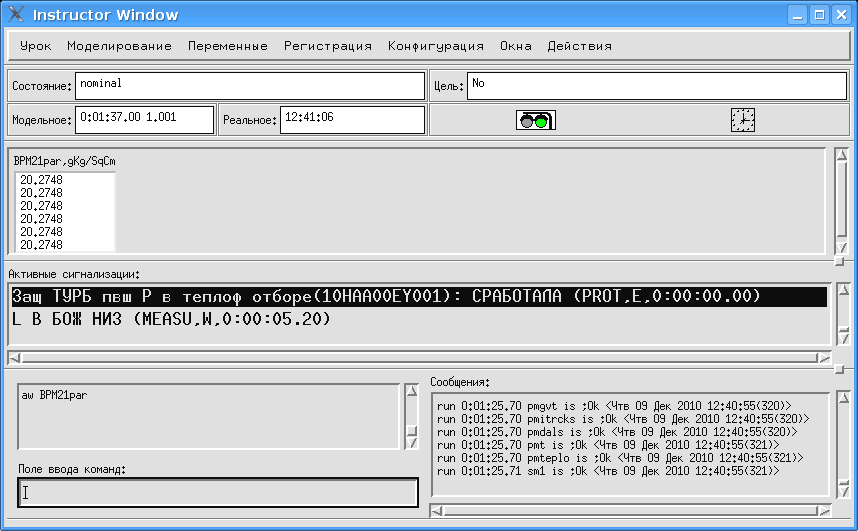 Instructor Window
Урок Моделирование Переменные Регистрация Конфигурация Окна Действия
Состояние: nominal Цель: No
Модельное: 0:01:37.00 1.001 Реальное: 12:41:06
BPM21par,gKg/SqCm
20.2748
20.2748
20.2748
20.2748
20.2748
20.2748
Активные сигнализации:
Защ ТУРБ пвш Р в теплоф отборе(10HAA00EY001): СРАБОТАЛА (PROT,E,0:00:00.00)
L В БОЖ НИЗ (MEASU,W,0:00:05.20)
aw BPM21par
Поле ввода команд:
Сообщения:
run 0:01:25.70 pmgvt is ;Ok <Чтв 09 Дек 2010 12:40:55(320)>
run 0:01:25.70 pmitrcks is ;Ok <Чтв 09 Дек 2010 12:40:55(320)>
run 0:01:25.70 pmdals is ;Ok <Чтв 09 Дек 2010 12:40:55(320)>
run 0:01:25.70 pmt is ;Ok <Чтв 09 Дек 2010 12:40:55(321)>
run 0:01:25.70 pmteplo is ;Ok <Чтв 09 Дек 2010 12:40:55(321)>
run 0:01:25.71 sm1 is ;Ok <Чтв 09 Дек 2010 12:40:55(321)>